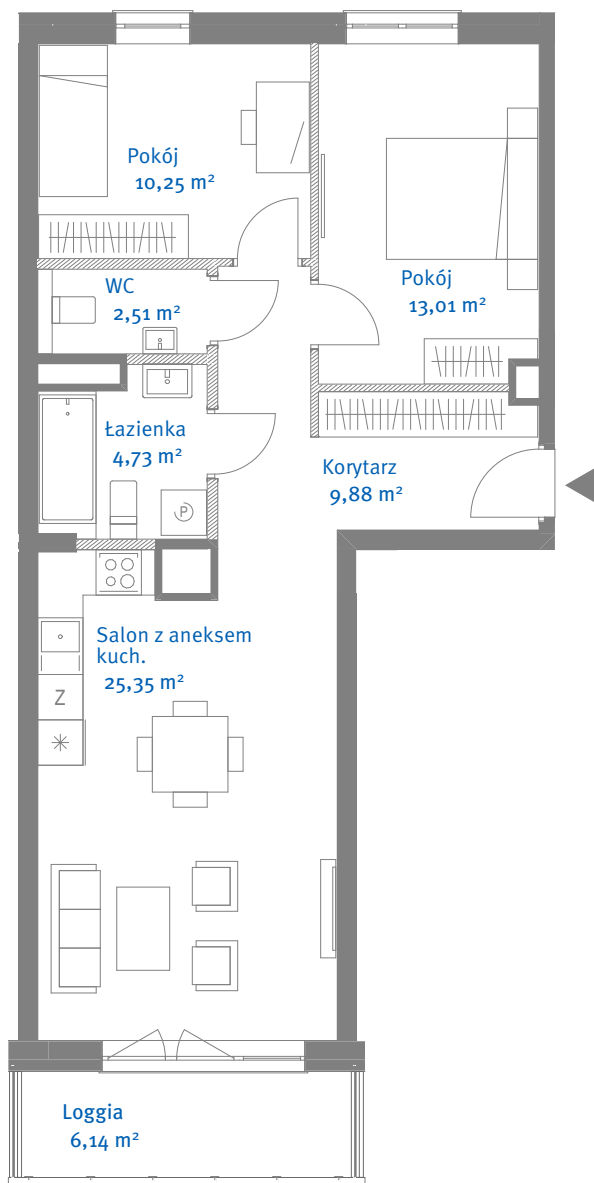 Pokój
10,25 m²
Pokój
13,01 m²
WC
2,51 m²
Łazienka
4,73 m²
P
Korytarz
9,88 m²
Salon z aneksem
kuch.
25,35 m²
Z
Loggia
6,14 m²